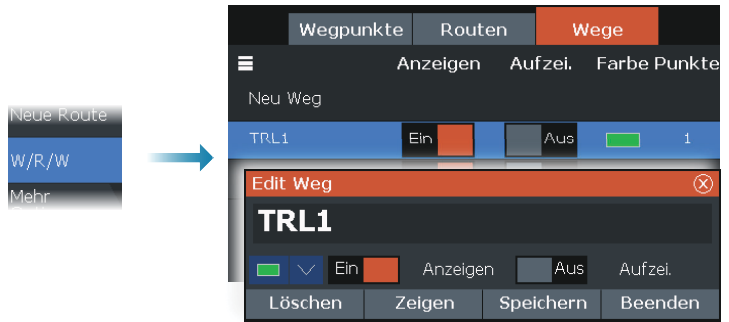 Neue Route
W/R/W
Mehr
Wegpunkte Routen Wege
Anzeigen Aufzei. Farbe Punkte
Neu Weg
TRL1 Ein Aus 1
Edit Weg
TRL1
Ein Anzeigen Aus Aufzei.
Löschen Zeigen Speichern Beenden